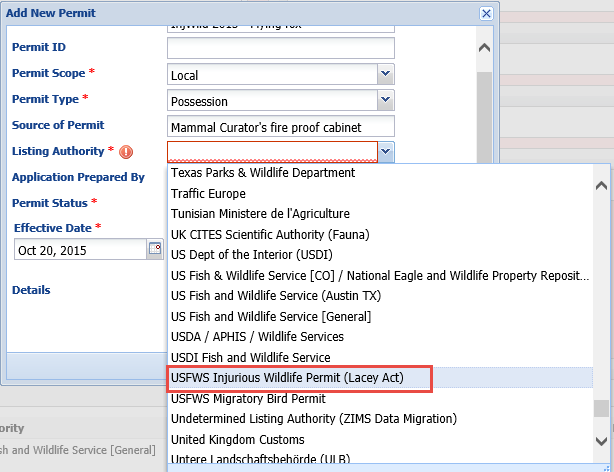 Add New Permit
InjWild 2015 - Flying fox
Permit ID
Permit Scope * Local
Permit Type * Possession
Source of Permit Mammal Curator's fire proof cabinet
Listing Authority *
Application Prepared By
Permit Status *
Effective Date *
Oct 20, 2015
Details
Texas Parks & Wildlife Department
Traffic Europe
Tunisian Ministere de l'Agriculture
UK CITES Scientific Authority (Fauna)
US Dept of the Interior (USDI)
US Fish & Wildlife Service [CO] / National Eagle and Wildlife Property Reposit...
US Fish and Wildlife Service (Austin TX)
US Fish and Wildlife Service [General]
USDA / APHIS / Wildlife Services
USDI Fish and Wildlife Service
USFWS Injurious Wildlife Permit (Lacey Act)
USFWS Migratory Bird Permit
Undetermined Listing Authority (ZIMS Data Migration)
United Kingdom Customs
Untere Landschaftsbehörde (ULB)
ority
sh and Wildlife Service [General]